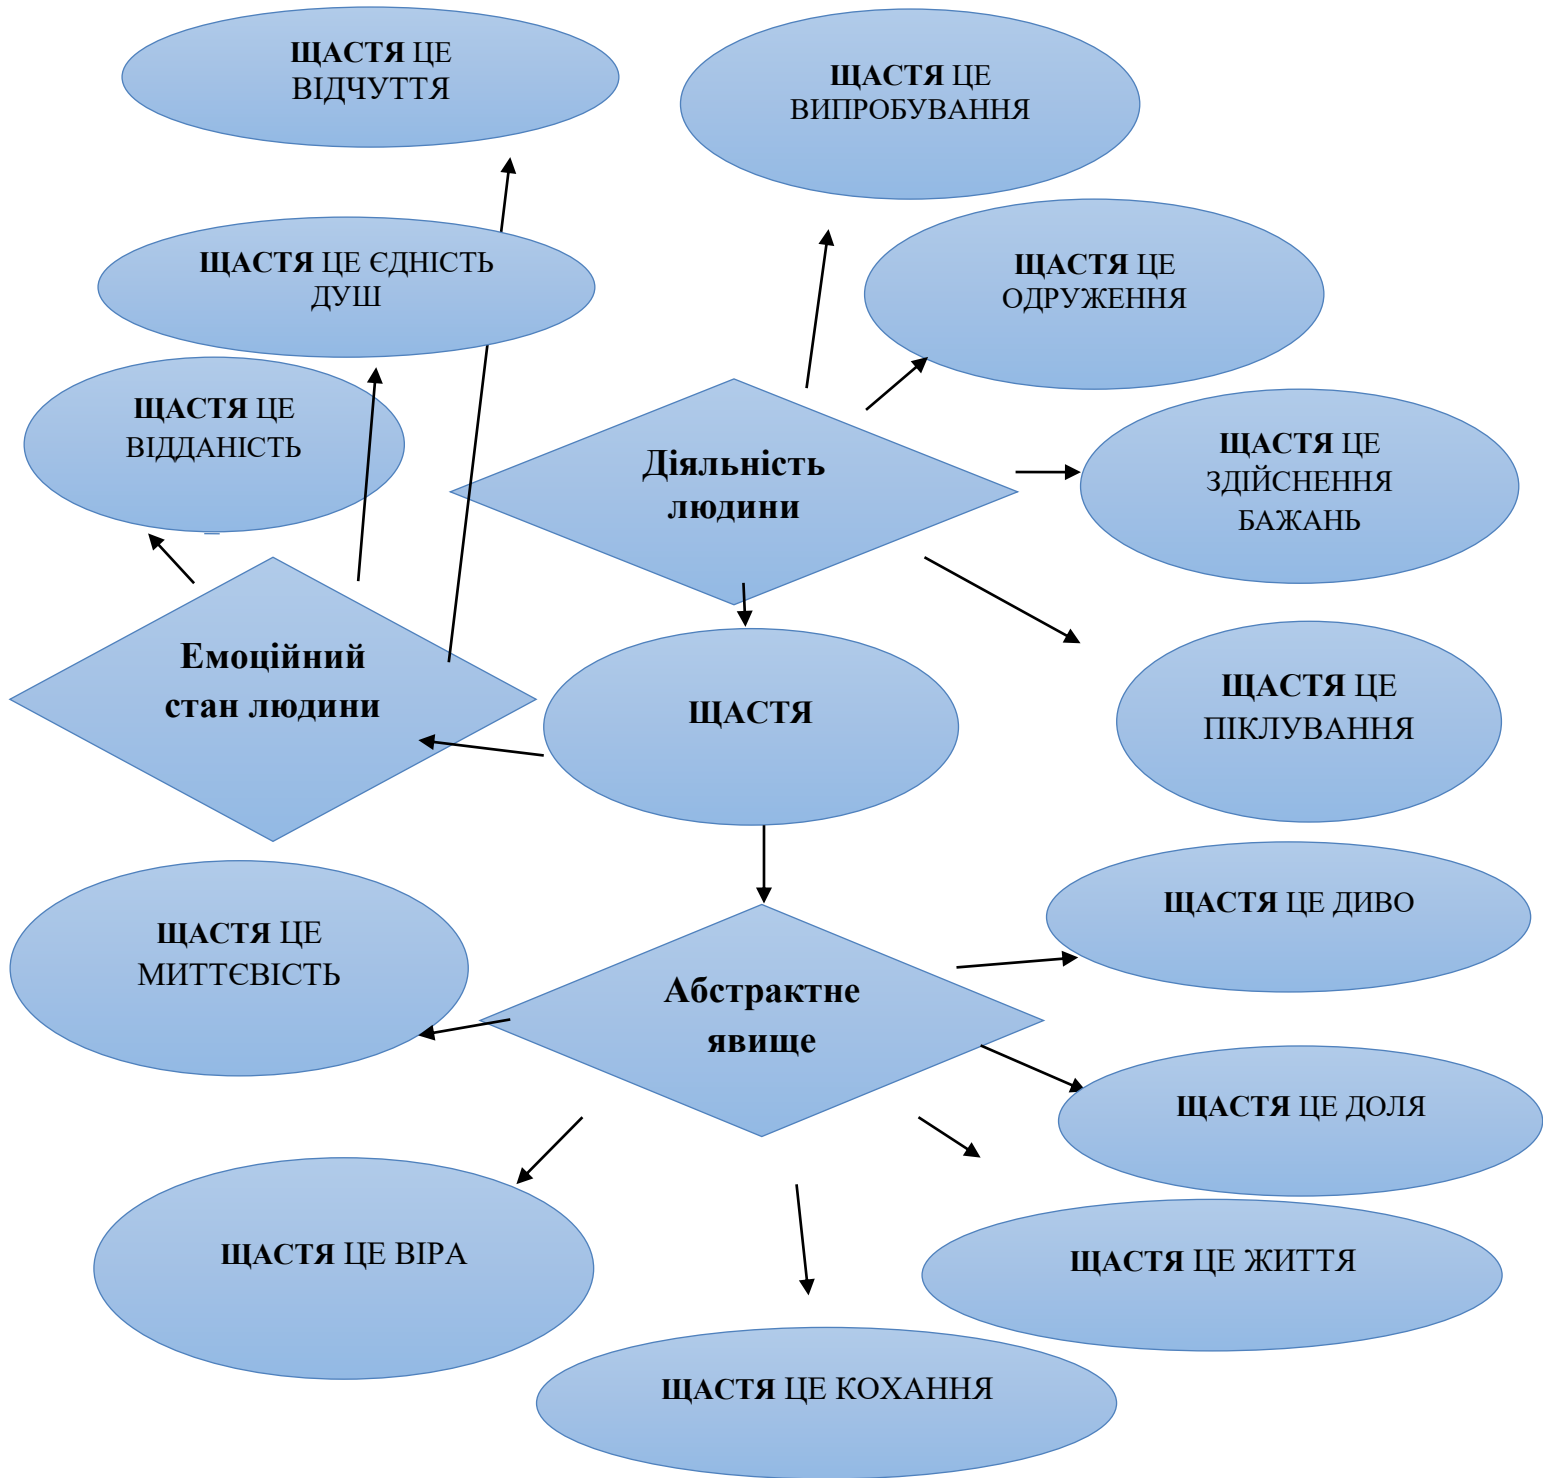 ЩАСТЯ ЦЕ
ВІДЧУТТЯ
ЩАСТЯ ЦЕ
ВИПРОБУВАННЯ
ЩАСТЯ ЦЕ ЄДНІСТЬ
ДУШ
ЩАСТЯ ЦЕ
ОДРУЖЕННЯ
ЩАСТЯ ЦЕ
ВІДДАНІСТЬ
Діяльність
людини
ЩАСТЯ ЦЕ
ЗДІЙСНЕННЯ
БАЖАНЬ
Емоційний
стан людини
ЩАСТЯ
ЩАСТЯ ЦЕ
ПІКЛУВАННЯ
ЩАСТЯ ЦЕ
МИТТЄВІСТЬ
ЩАСТЯ ЦЕ ДИВО
Абстрактне
явище
ЩАСТЯ ЦЕ ДОЛЯ
ЩАСТЯ ЦЕ ВІРА
ЩАСТЯ ЦЕ ЖИТТЯ
ЩАСТЯ ЦЕ КОХАННЯ